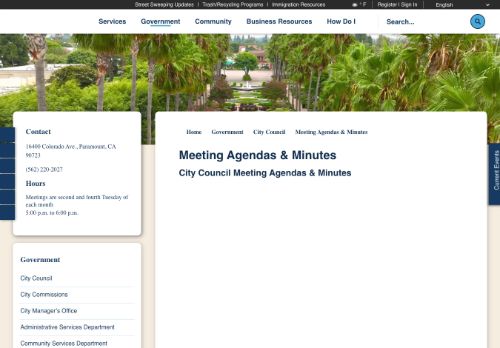 Street Sweeping Updates | Trash/Recycling Programs | Immigration Resources ° F Register | Sign In English
Services Government Community Business Resources How Do I Search...
Home Government City Council Meeting Agendas & Minutes
Meeting Agendas & Minutes
City Council Meeting Agendas & Minutes
Contact
16400 Colorado Ave., Paramount, CA
90723
(562) 220-2027
Hours
Meetings are second and fourth Tuesday of
each month
5:00 p.m. to 6:00 p.m.
Current Events
Government
City Council
City Commissions
City Manager's Office
Administrative Services Department
Community Services Department